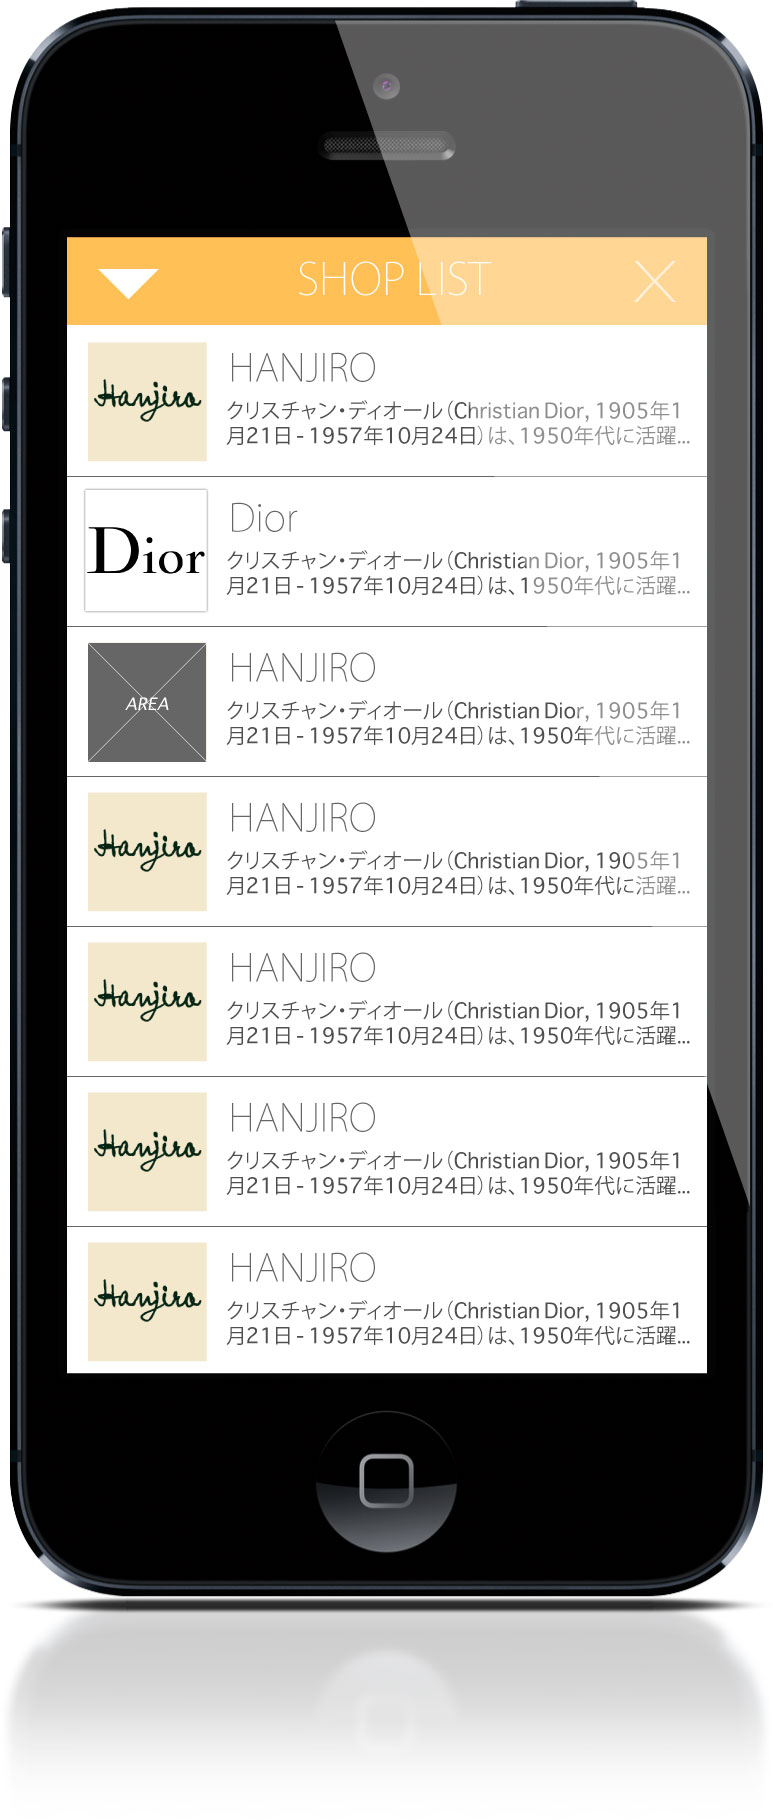 SHOP LIST
Hanjiro
HANJIRO
クリスチャン・ディオール（Christian Dior, 1905年1
月21日 - 1957年10月24日）は、1950年代に活躍...
Dior
Dior
クリスチャン・ディオール（Christian Dior, 1905年1
月21日 - 1957年10月24日）は、1950年代に活躍...
AREA
HANJIRO
クリスチャン・ディオール（Christian Dior, 1905年1
月21日 - 1957年10月24日）は、1950年代に活躍...
Hanjiro
HANJIRO
クリスチャン・ディオール（Christian Dior, 1905年1
月21日 - 1957年10月24日）は、1950年代に活躍...
Hanjiro
HANJIRO
クリスチャン・ディオール（Christian Dior, 1905年1
月21日 - 1957年10月24日）は、1950年代に活躍...
Hanjiro
HANJIRO
クリスチャン・ディオール（Christian Dior, 1905年1
月21日 - 1957年10月24日）は、1950年代に活躍...
Hanjiro
HANJIRO
クリスチャン・ディオール（Christian Dior, 1905年1
月21日 - 1957年10月24日）は、1950年代に活躍...